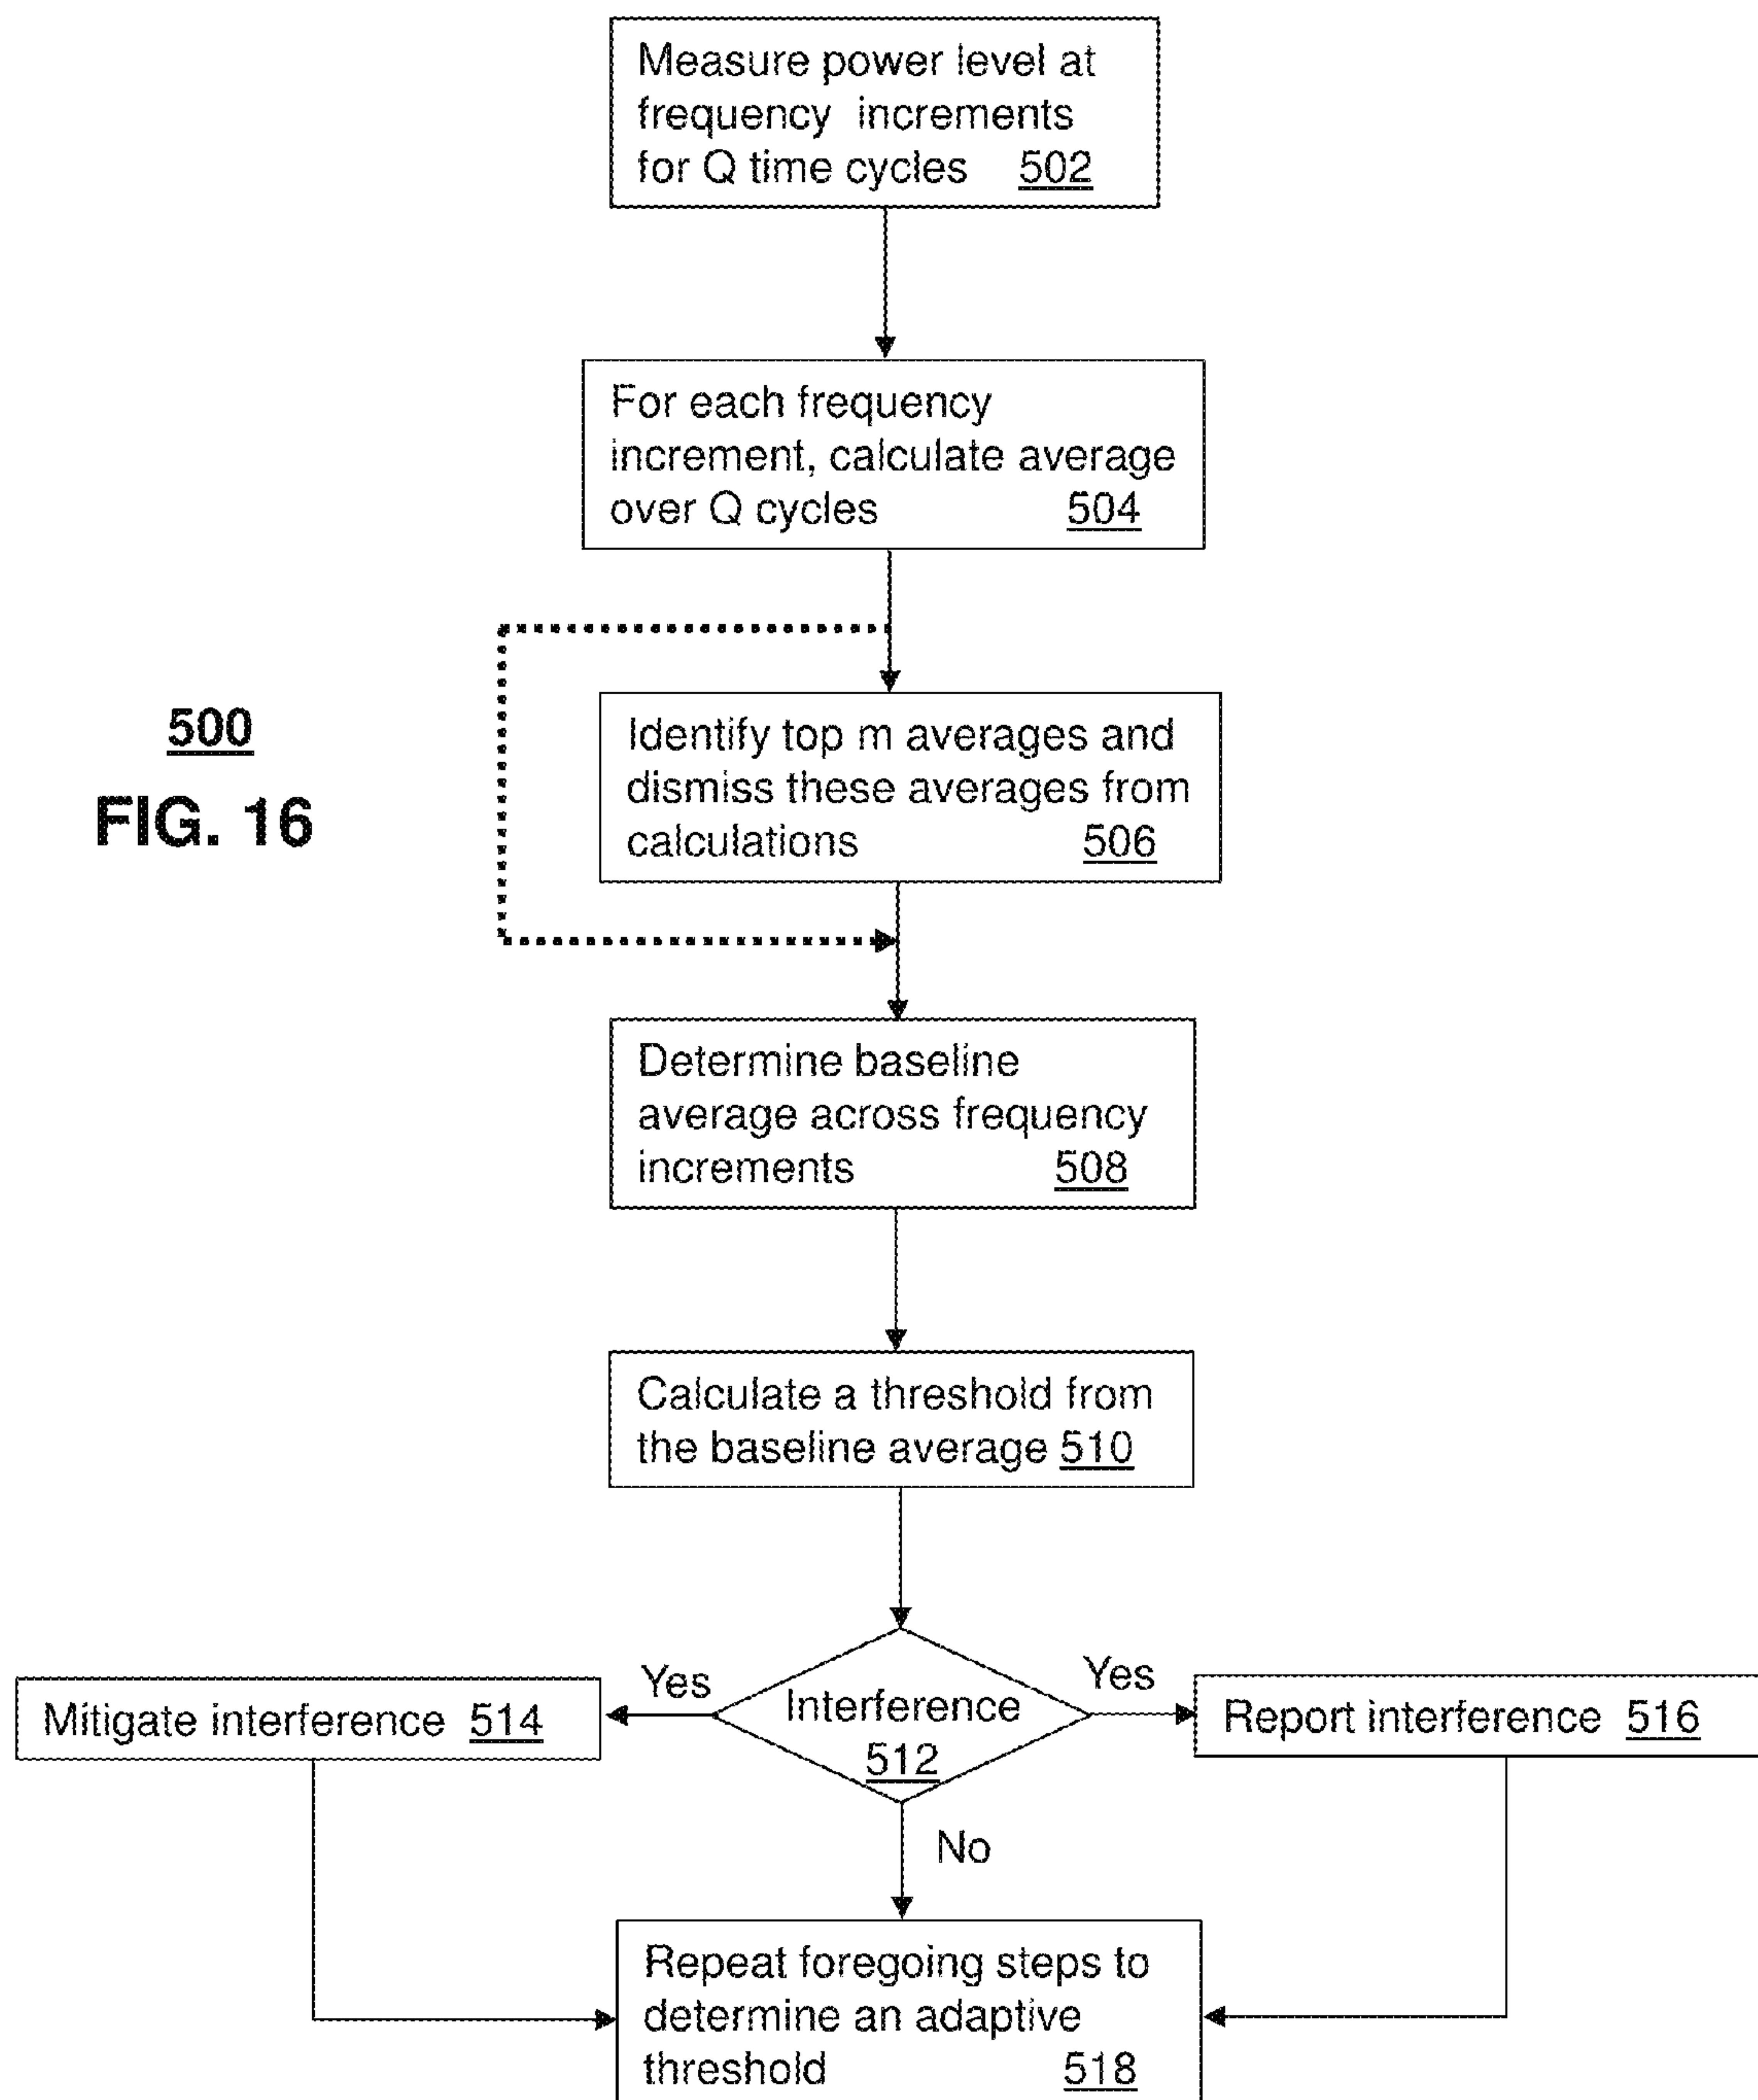 Measure power level at
frequency increments
for Q time cycles 502
For each frequency
increment, calculate average
over Q cycles 504
500
FIG. 16
Identify top m averages and
dismiss these averages from
calculations 506
Determine baseline
average across frequency
increments 508
Calculate a threshold from
the baseline average 510
Yes
Yes
Mitigate interference 514
Interference
512
Report interference 516
No
Repeat foregoing steps to
determine an adaptive
threshold 518